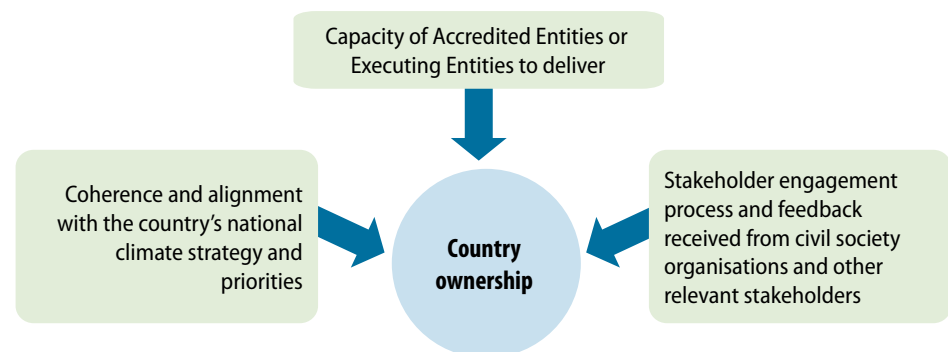 Capacity of Accredited Entities or
Executing Entities to deliver
Coherence and alignment
with the country's national
climate strategy and
priorities
Country
ownership
Stakeholder engagement
process and feedback
received from civil society
organisations and other
relevant stakeholders